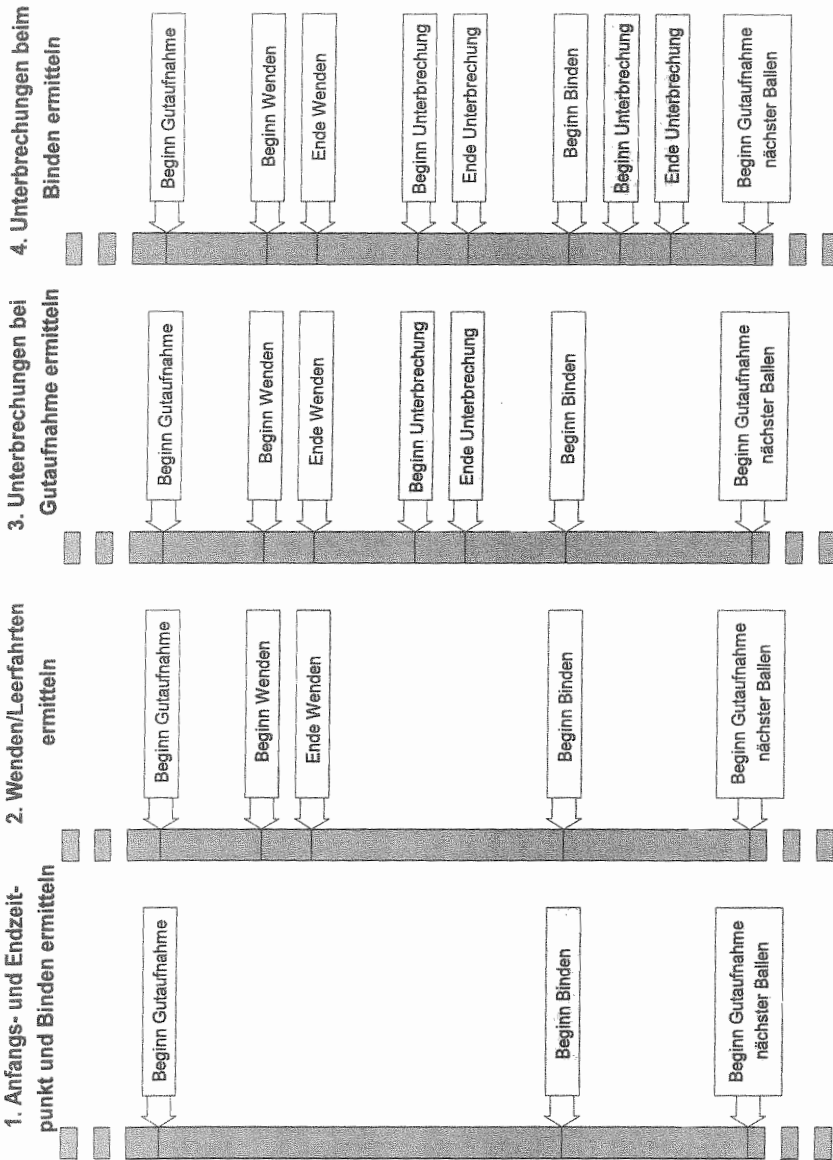 1. Anfangs- und Endzeit-
punkt und Binden ermitteln
Beginn Gutaufnahme
Beginn Binden
Beginn Gutaufnahme
nächster Ballen
2. Wenden/Leerfahrten
ermitteln
Beginn Gutaufnahme
Beginn Wenden
Ende Wenden
Beginn Binden
Beginn Gutaufnahme
nächster Ballen
3. Unterbrechungen bei
Gutaufnahme ermitteln
Beginn Gutaufnahme
Beginn Wenden
Ende Wenden
Beginn Unterbrechung
Ende Unterbrechung
Beginn Binden
Beginn Gutaufnahme
nächster Ballen
4. Unterbrechungen beim
Binden ermitteln
Beginn Gutaufnahme
Beginn Wenden
Ende Wenden
Beginn Unterbrechung
Ende Unterbrechung
Beginn Binden
Beginn Unterbrechung
Ende Unterbrechung
Beginn Gutaufnahme
nächster Ballen